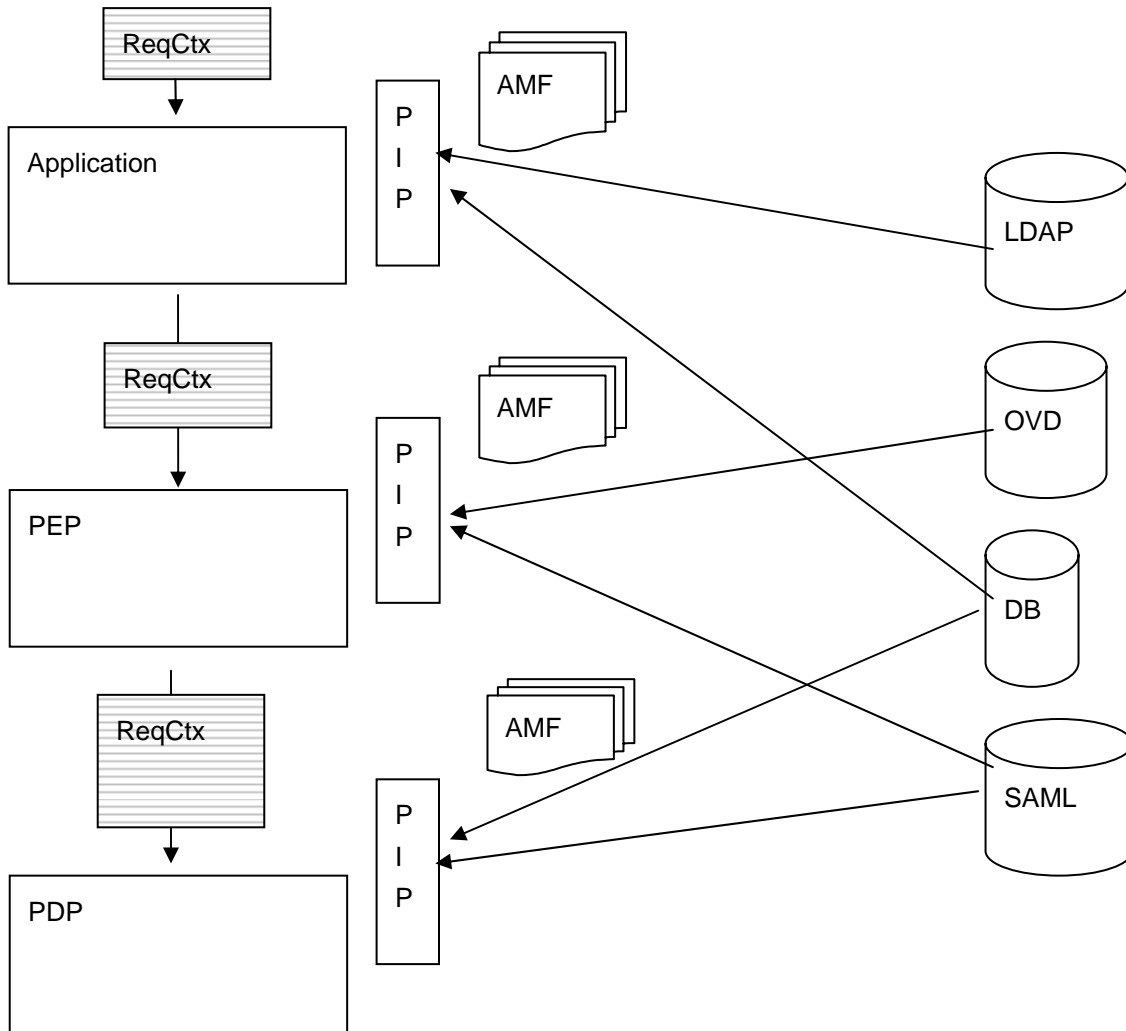 ReqCtx
AMF
P
I
P
Application
LDAP
ReqCtx
AMF
OVD
P
I
P
PEP
DB
ReqCtx
AMF
SAML
P
I
P
PDP